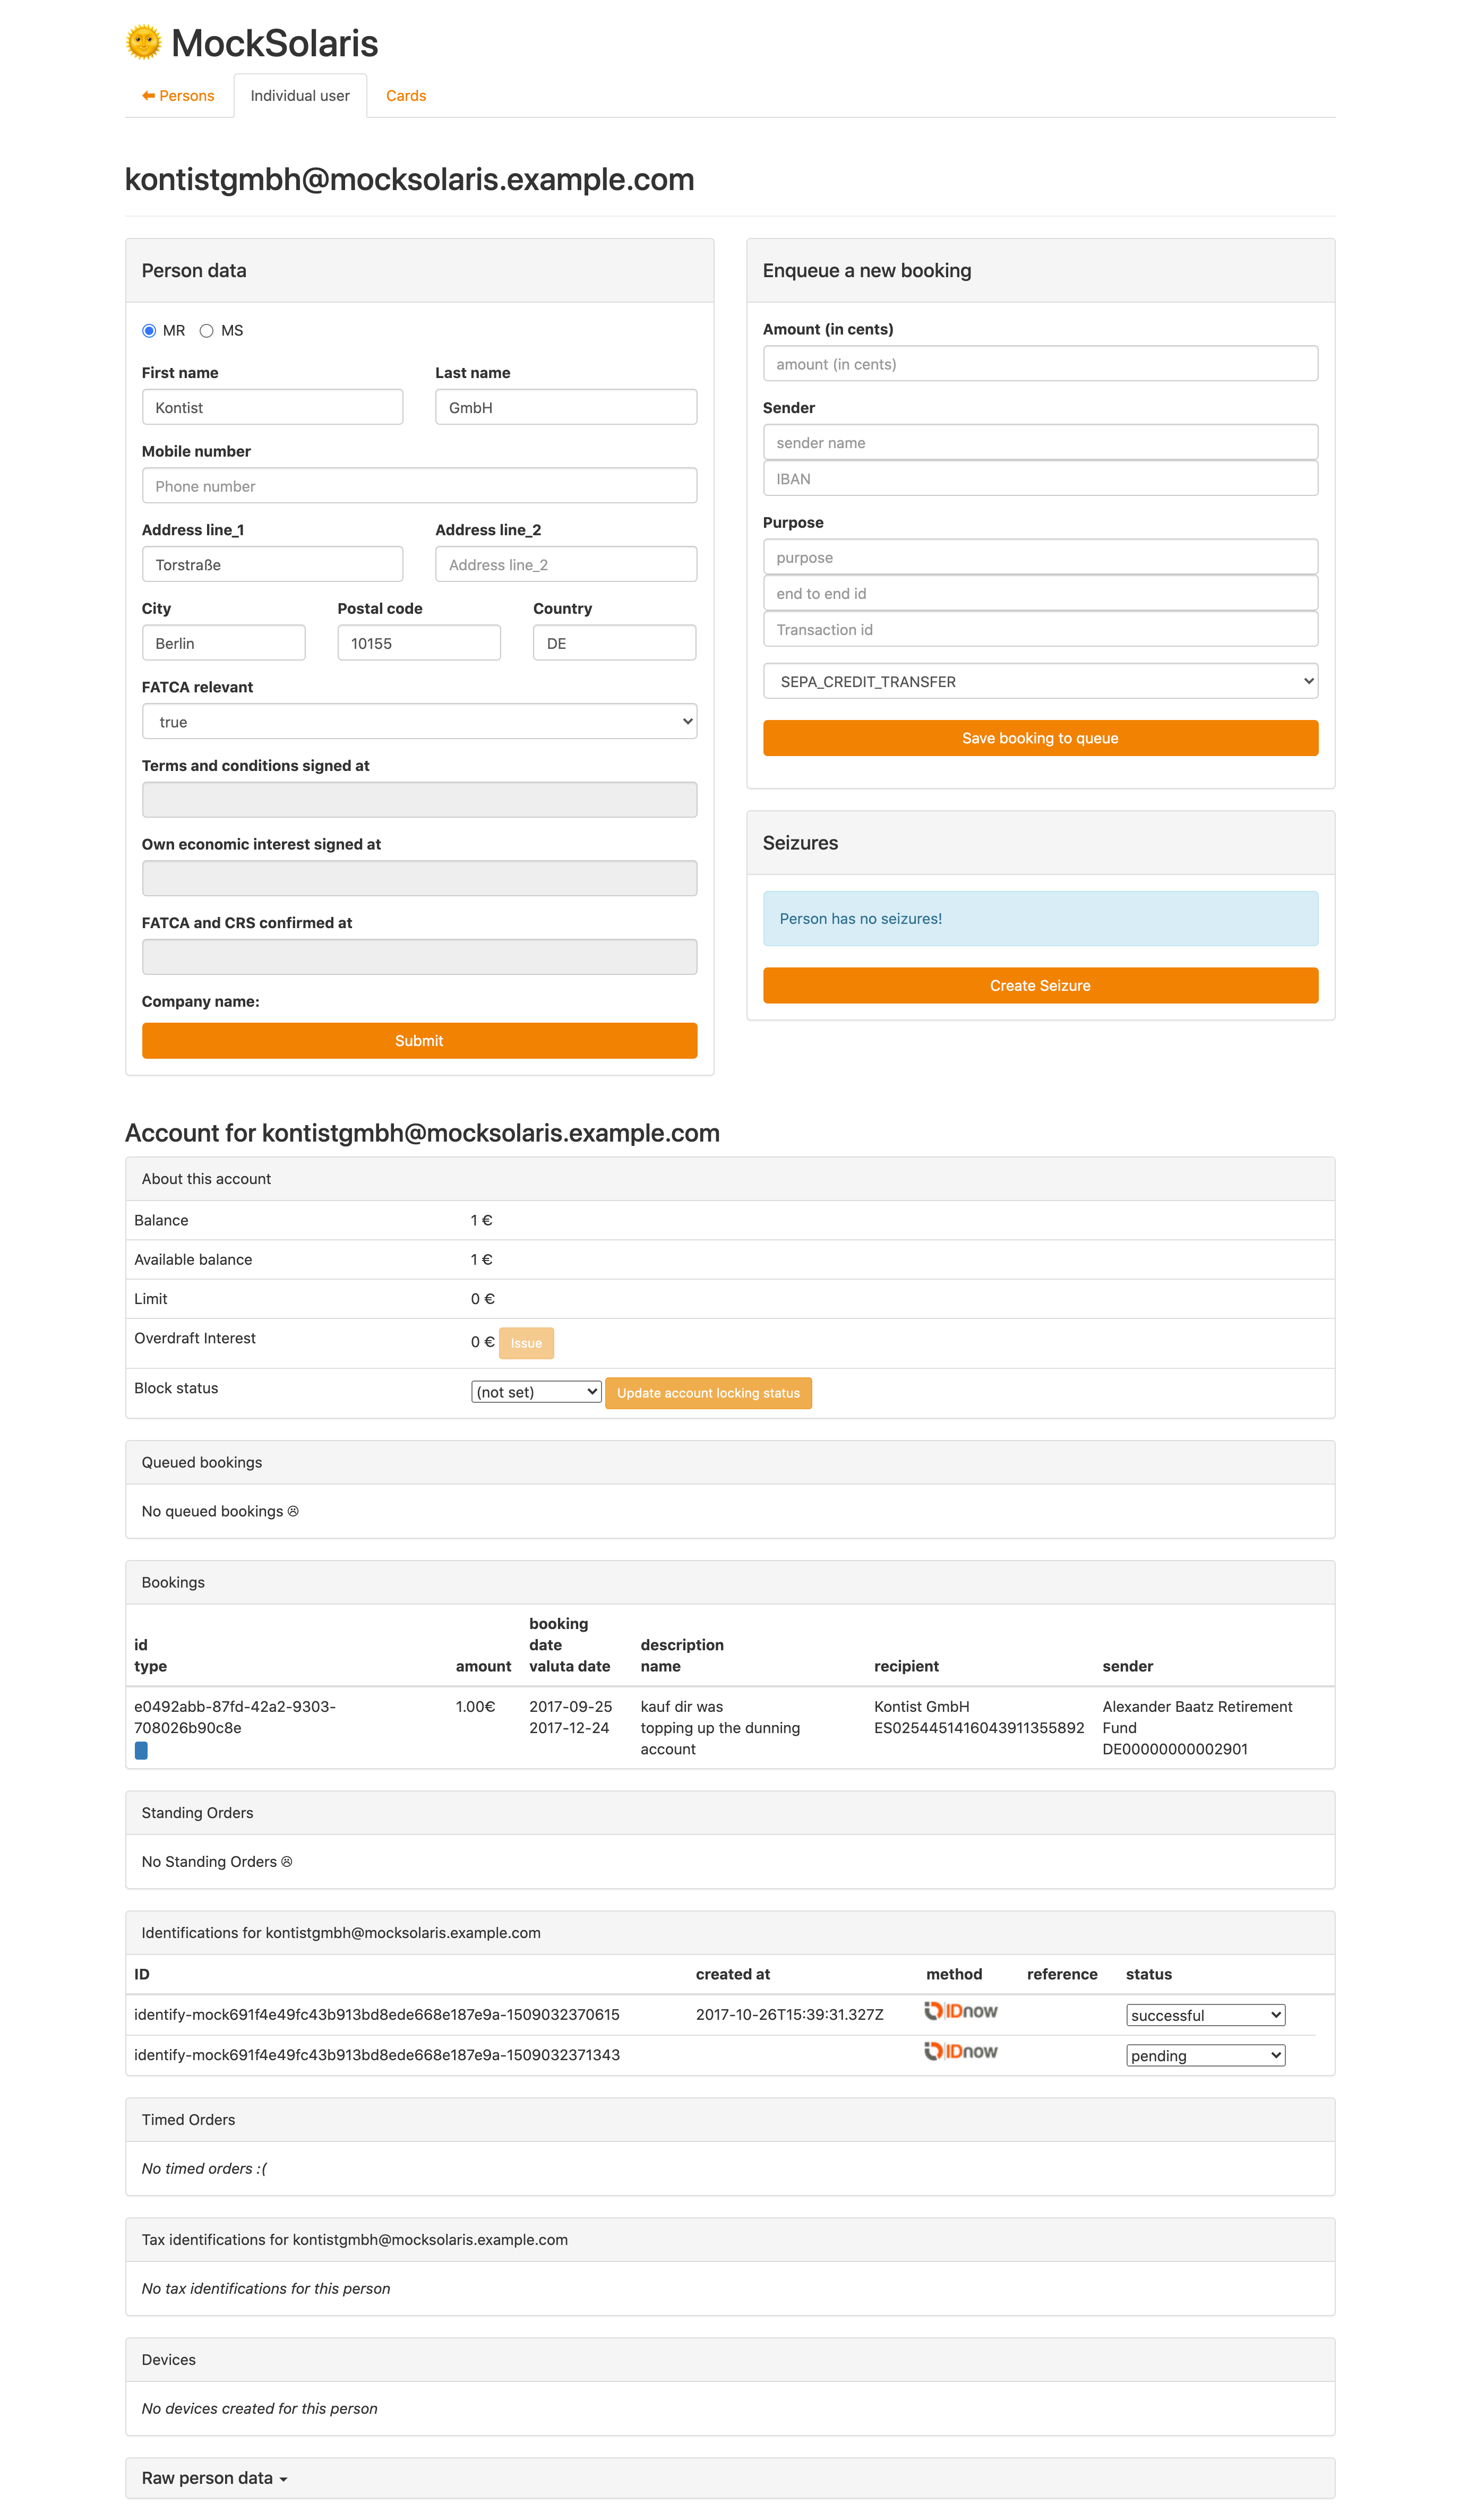 MockSolaris
Persons
Individual user
Cards
kontistgmbh@mocksolaris.example.com
Person data
MR
MS
First name
Last name
Kontist
GmbH
Mobile number
Phone number
Address line_1
Address line_2
Torstraße
Address line_2
City
Postal code
Country
Berlin
10155
DE
FATCA relevant
true
Terms and conditions signed at
Own economic interest signed at
FATCA and CRS confirmed at
Company name:
Submit
Enqueue a new booking
Amount (in cents)
amount (in cents)
Sender
sender name
IBAN
Purpose
purpose
end to end id
Transaction id
SEPA_CREDIT_TRANSFER
Save booking to queue
Seizures
Person has no seizures!
Create Seizure
Account for kontistgmbh@mocksolaris.example.com
About this account
Balance 1 €
Available balance 1 €
Limit 0 €
Overdraft Interest 0 € Issue
Block status (not set) Update account locking status
Queued bookings
No queued bookings ☹
Bookings
id
type
amount
booking
date
valuta date
description
name
recipient
sender
e0492abb-87fd-42a2-9303-
708026b90c8e
1.00€
2017-09-25
2017-12-24
kauf dir was
topping up the dunning
account
Kontist GmbH
ES0254451416043911355892
Alexander Baatz Retirement
Fund
DE00000000002901
Standing Orders
No Standing Orders ☹
Identifications for kontistgmbh@mocksolaris.example.com
ID created at method reference status
identify-mock691f4e49fc43b913bd8ede668e187e9a-1509032370615 2017-10-26T15:39:31.327Z IDnow successful
identify-mock691f4e49fc43b913bd8ede668e187e9a-1509032371343 IDnow pending
Timed Orders
No timed orders :(
Tax identifications for kontistgmbh@mocksolaris.example.com
No tax identifications for this person
Devices
No devices created for this person
Raw person data